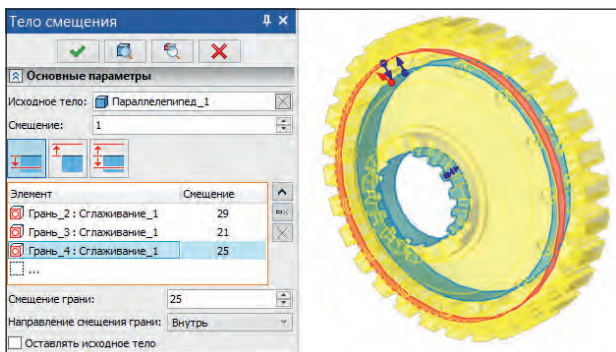 Тело смещения
Основные параметры
Исходное тело: Параллелепипед_1
Смещение: 1
Элемент Смещение
Грань_2 : Сглаживание_1 29
Грань_3 : Сглаживание_1 21
Грань_4 : Сглаживание_1 25
...
Смещение грани: 25
Направление смещения грани: Внутрь
Оставлять исходное тело